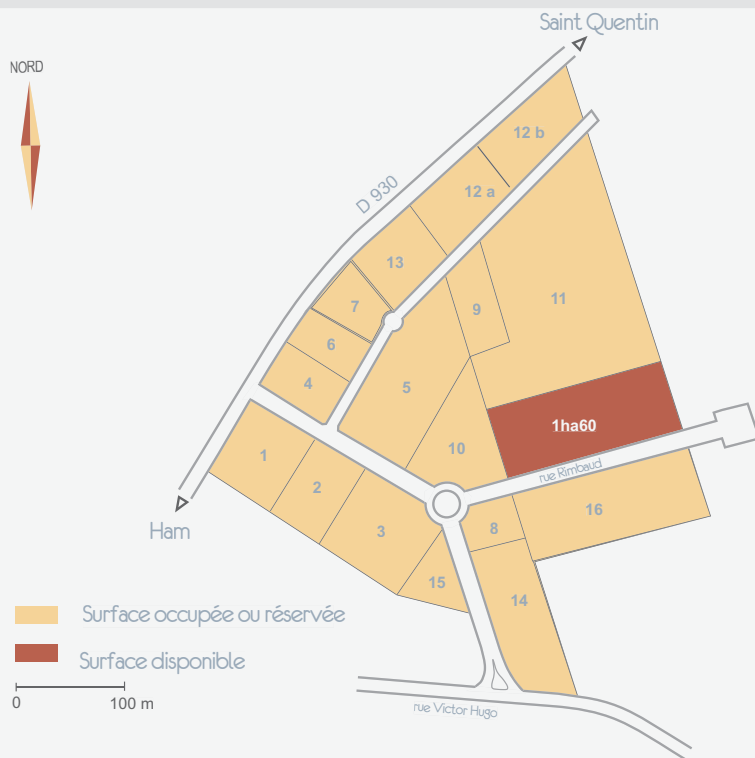 Saint Quentin
NORD
12 b
D 930
12 a
13
7
9
11
6
4
5
1ha60
10
1
rue Rimbaud
2
16
3
8
Ham
15
14
Surface occupée ou réservée
Surface disponible
0
100 m
rue Victor Hugo